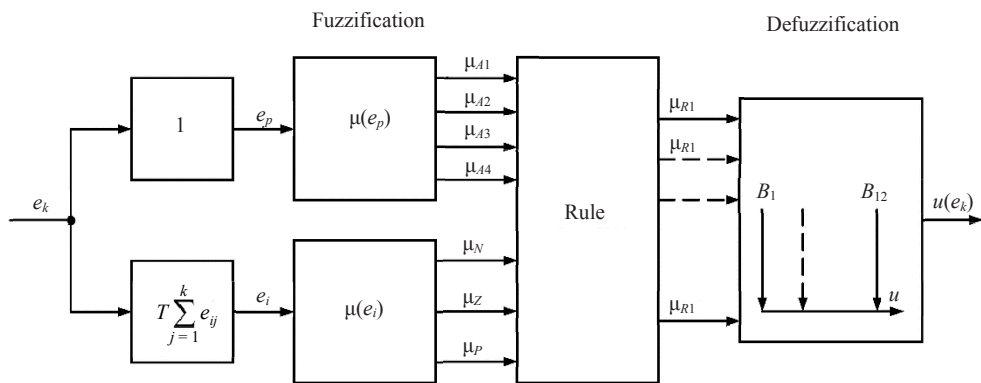 Fuzzification
Defuzzification
e_k
1
e_p
μ(e_p)
μ_A1
μ_A2
μ_A3
μ_A4
T ∑_{j = 1}^{k} e_ij
e_i
μ(e_i)
μ_N
μ_Z
μ_P
Rule
μ_R1
μ_R1
μ_R1
B_1
B_12
u
u(e_k)